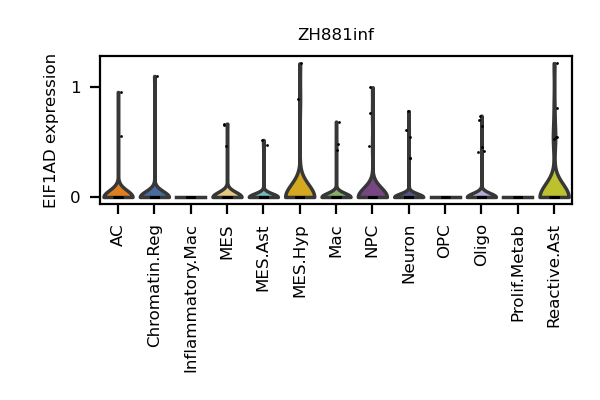 ZH881inf
EIF1AD expression
1
0
AC
Chromatin.Reg
Inflammatory.Mac
MES
MES.Ast
MES.Hyp
Mac
NPC
Neuron
OPC
Oligo
Prolif.Metab
Reactive.Ast